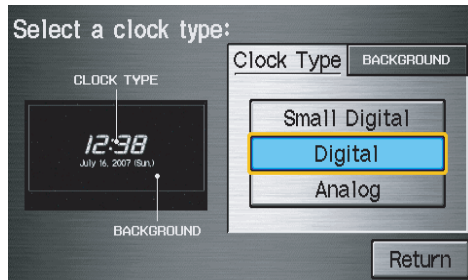 Select a clock type:
Clock Type
BACKGROUND
CLOCK TYPE
12:38
July 16, 2007 (Sun.)
BACKGROUND
Small Digital
Digital
Analog
Return